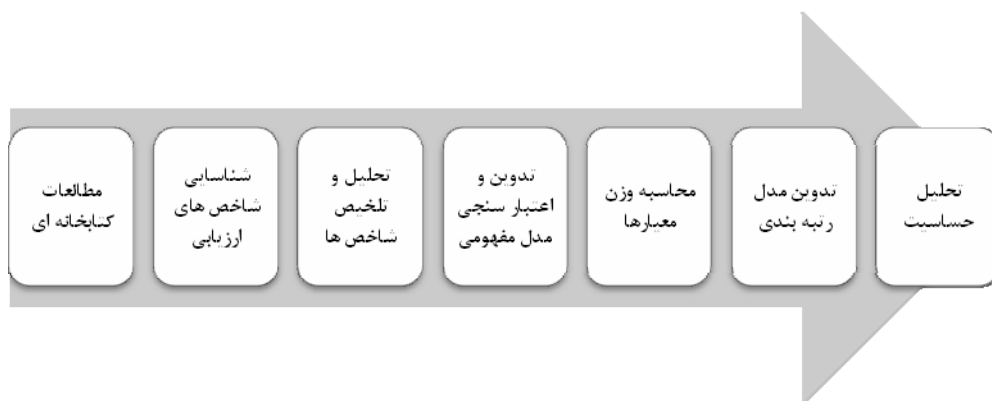 مطالعات
کتابخانه ای
شناسایی
شاخص های
ارزیابی
تحلیل و
تلخیص
شاخص ها
تدوین و
اعتبار سنجی
مدل مفهومی
محاسبه وزن
معیارها
تدوین مدل
رتبه بندی
تحلیل
حساسیت